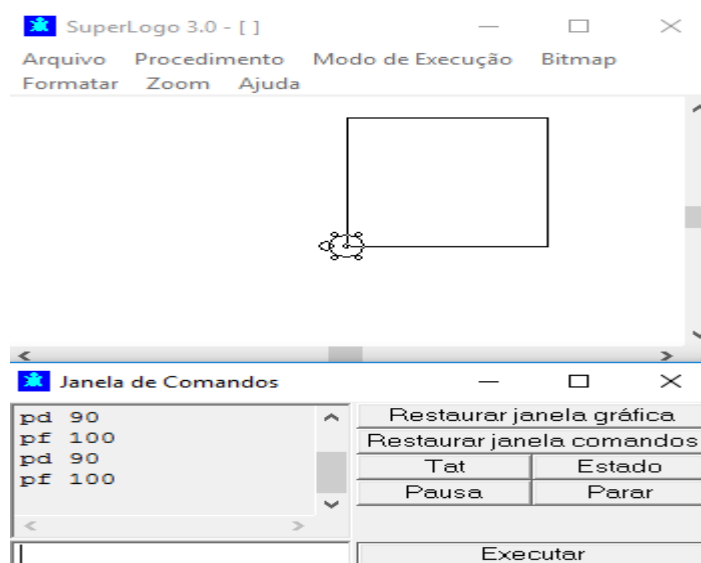 SuperLogo 3.0 - [ ]
Arquivo Procedimento Modo de Execução Bitmap
Formatar Zoom Ajuda
Janela de Comandos
pd 90
pf 100
pd 90
pf 100
Restaurar janela gráfica
Restaurar janela comandos
Tat Estado
Pausa Parar
Executar